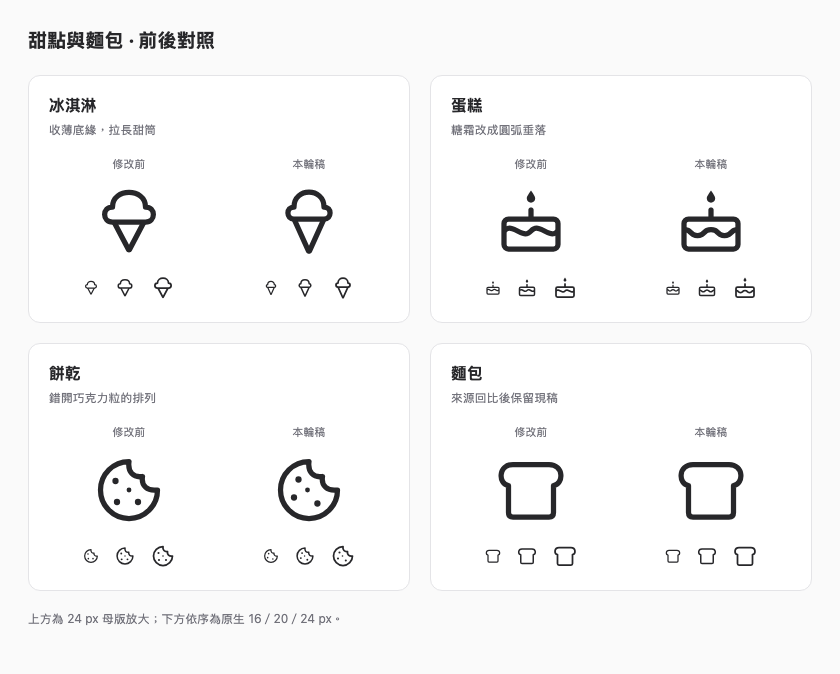 甜點與麵包 · 前後對照
冰淇淋
收薄底緣，拉長甜筒
修改前
本輪稿
蛋糕
糖霜改成圓弧垂落
修改前
本輪稿
餅乾
錯開巧克力粒的排列
修改前
本輪稿
麵包
來源回比後保留現稿
修改前
本輪稿
上方為 24 px 母版放大；下方依序為原生 16 / 20 / 24 px。